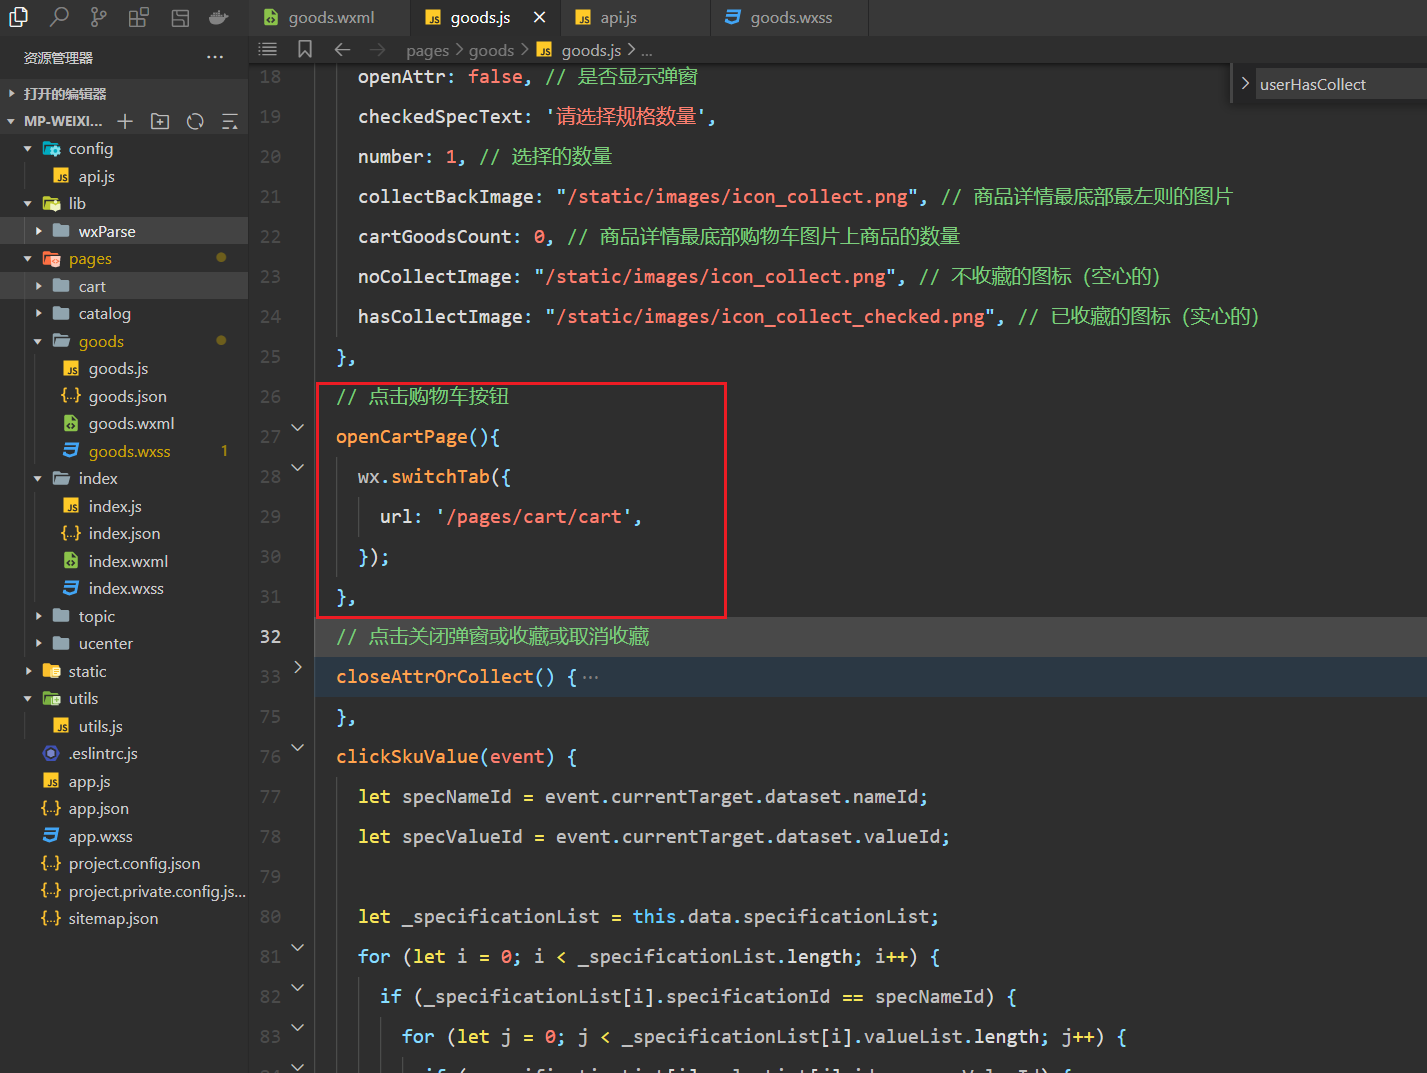 goods.wxml
goods.js
api.js
goods.wxss
资源管理器
pages > goods > goods.js > ...
userHasCollect
打开的编辑器
MP-WEIXI...
config
api.js
lib
wxParse
pages
cart
catalog
goods
goods.js
goods.json
goods.wxml
goods.wxss 1
index
index.js
index.json
index.wxml
index.wxss
topic
ucenter
static
utils
utils.js
.eslintrc.js
app.js
app.json
app.wxss
project.config.json
project.private.config.js...
sitemap.json
18 openAttr: false, // 是否显示弹窗
19 checkedSpecText: '请选择规格数量',
20 number: 1, // 选择的数量
21 collectBackImage: "/static/images/icon_collect.png", // 商品详情最底部最左则的图片
22 cartGoodsCount: 0, // 商品详情最底部购物车图片上商品的数量
23 noCollectImage: "/static/images/icon_collect.png", // 不收藏的图标（空心的）
24 hasCollectImage: "/static/images/icon_collect_checked.png", // 已收藏的图标（实心的）
25 },
26 // 点击购物车按钮
27 openCartPage(){
28 wx.switchTab({
29 url: '/pages/cart/cart',
30 });
31 },
32 // 点击关闭弹窗或收藏或取消收藏
33 closeAttrOrCollect() {···
75 },
76 clickSkuValue(event) {
77 let specNameId = event.currentTarget.dataset.nameId;
78 let specValueId = event.currentTarget.dataset.valueId;
79
80 let _specificationList = this.data.specificationList;
81 for (let i = 0; i < _specificationList.length; i++) {
82 if (_specificationList[i].specificationId == specNameId) {
83 for (let j = 0; j < _specificationList[i].valueList.length; j++) {